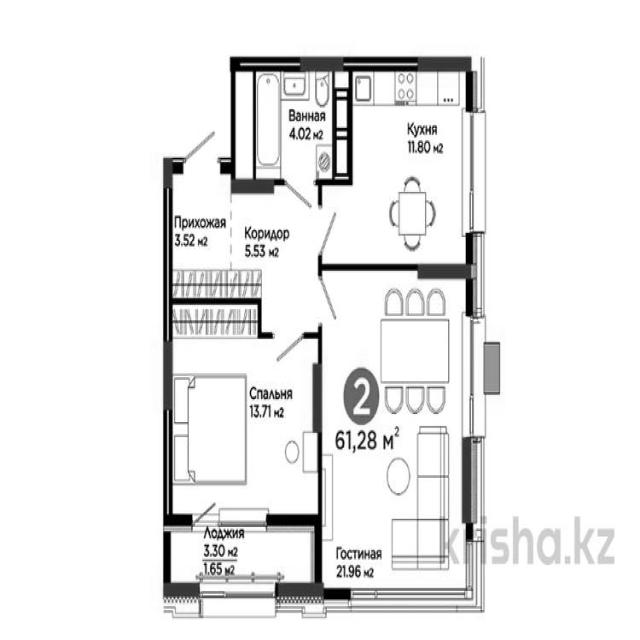 Ванная
4.02 м2
Кухня
11.80 м2
Прихожая
3.52 м2
Коридор
5.53 м2
Спальня
13.71 м2
2
61,28 м²
Лоджия
3.30 м2
1.65 м2
Гостиная
21.96 м2
krisha.kz